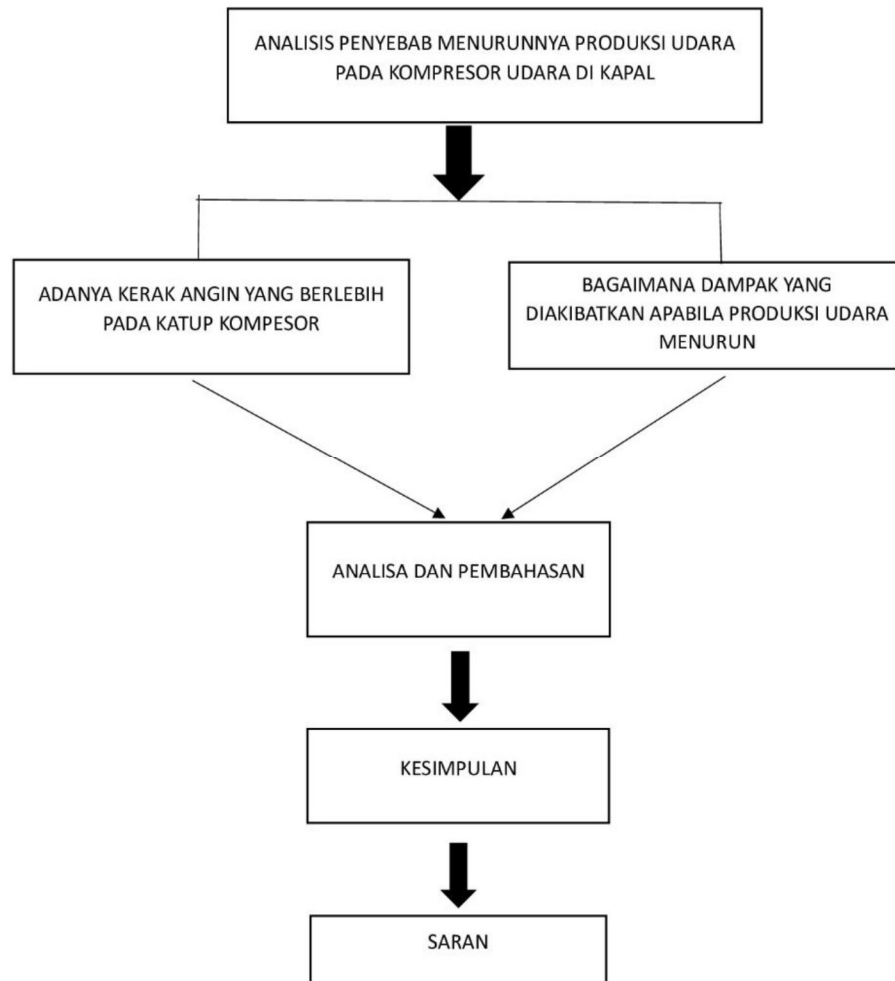 ANALISIS PENYEBAB MENURUNNYA PRODUKSI UDARA
PADA KOMPRESOR UDARA DI KAPAL
ADANYA KERAK ANGIN YANG BERLEBIH
PADA KATUP KOMPESOR
BAGAIMANA DAMPAK YANG
DIAKIBATKAN APABILA PRODUKSI UDARA
MENURUN
ANALISA DAN PEMBAHASAN
KESIMPULAN
SARAN